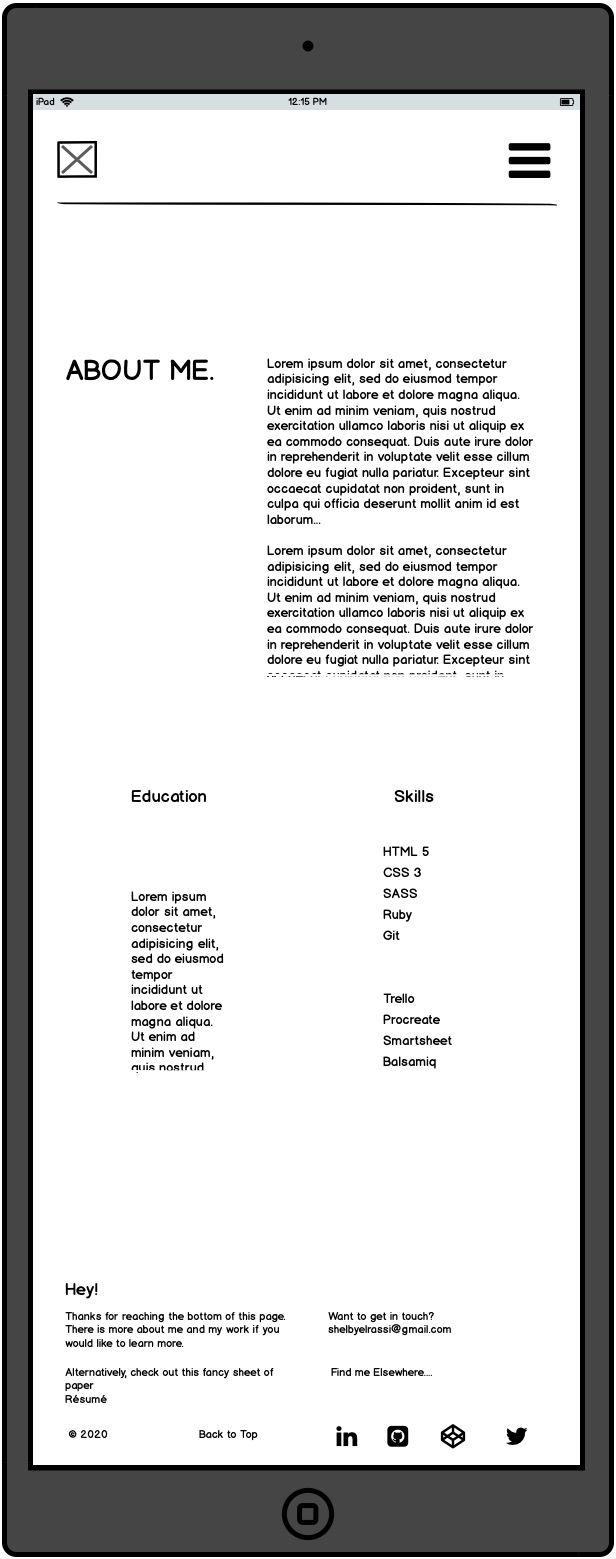 iPad
12:15 PM
ABOUT ME.
Lorem ipsum dolor sit amet, consectetur
adipisicing elit, sed do eiusmod tempor
incididunt ut labore et dolore magna aliqua.
Ut enim ad minim veniam, quis nostrud
exercitation ullamco laboris nisi ut aliquip ex
ea commodo consequat. Duis aute irure dolor
in reprehenderit in voluptate velit esse cillum
dolore eu fugiat nulla pariatur. Excepteur sint
occaecat cupidatat non proident, sunt in
culpa qui officia deserunt mollit anim id est
laborum...
Lorem ipsum dolor sit amet, consectetur
adipisicing elit, sed do eiusmod tempor
incididunt ut labore et dolore magna aliqua.
Ut enim ad minim veniam, quis nostrud
exercitation ullamco laboris nisi ut aliquip ex
ea commodo consequat. Duis aute irure dolor
in reprehenderit in voluptate velit esse cillum
dolore eu fugiat nulla pariatur. Excepteur sint
occaecat cupidatat non proident, sunt in
Education
Lorem ipsum
dolor sit amet,
consectetur
adipisicing elit,
sed do eiusmod
tempor
incididunt ut
labore et dolore
magna aliqua.
Ut enim ad
minim veniam,
quis nostrud
Skills
HTML 5
CSS 3
SASS
Ruby
Git
Trello
Procreate
Smartsheet
Balsamiq
Hey!
Thanks for reaching the bottom of this page.
There is more about me and my work if you
would like to learn more.
Alternatively, check out this fancy sheet of
paper
Résumé
Want to get in touch?
shelbyelrassi@gmail.com
Find me Elsewhere....
© 2020
Back to Top
in